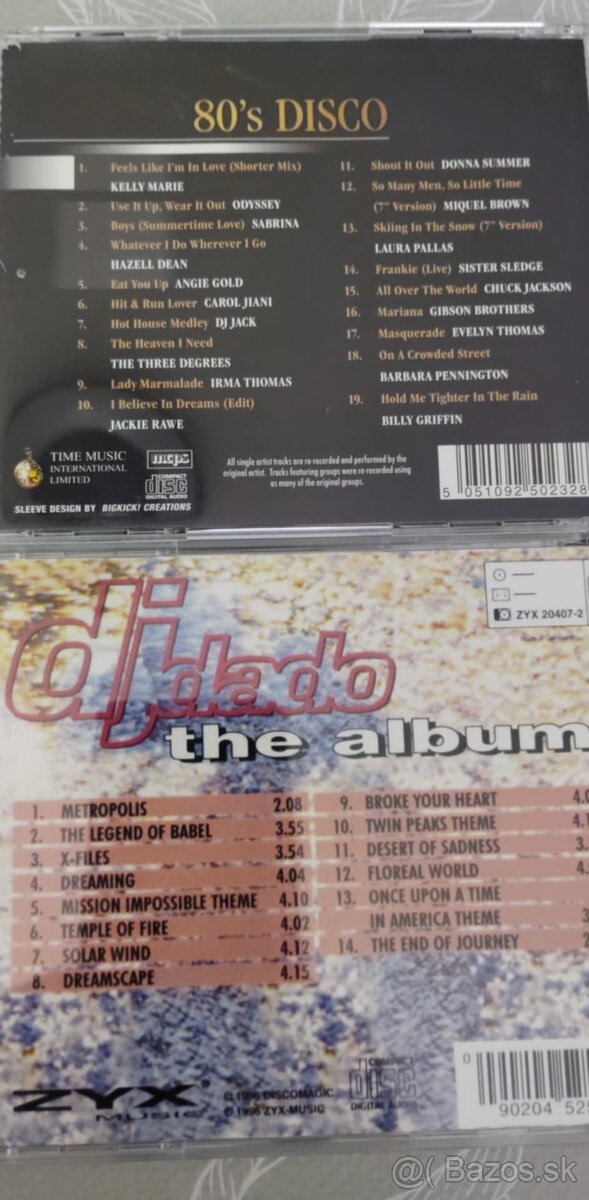 80's DISCO
1. Feels Like I'm In Love (Shorter Mix)
KELLY MARIE
2. Use It Up, Wear It Out ODYSSEY
3. Boys (Summertime Love) SABRINA
4. Whatever I Do Wherever I Go
HAZELL DEAN
5. Eat You Up ANGIE GOLD
6. Hit & Run Lover CAROL JIANI
7. Hot House Medley DJ JACK
8. The Heaven I Need
THE THREE DEGREES
9. Lady Marmalade IRMA THOMAS
10. I Believe In Dreams (Edit)
JACKIE RAWE
11. Shout It Out DONNA SUMMER
12. So Many Men, So Little Time
(7" Version) MIQUEL BROWN
13. Skiing In The Snow (7" Version)
LAURA PALLAS
14. Frankie (Live) SISTER SLEDGE
15. All Over The World CHUCK JACKSON
16. Mariana GIBSON BROTHERS
17. Masquerade EVELYN THOMAS
18. On A Crowded Street
BARBARA PENNINGTON
19. Hold Me Tighter In The Rain
BILLY GRIFFIN
TIME MUSIC
INTERNATIONAL
LIMITED
mcps
COMPACT
disc
DIGITAL AUDIO
SLEEVE DESIGN BY BIGKICK! CREATIONS
All single artist tracks are re-recorded and performed by the
original artist. Tracks featuring groups were re-recorded using
as many of the original groups.
5 051092 502328
dj dado
the album
ZYX 20407-2
1. METROPOLIS 2.08
2. THE LEGEND OF BABEL 3.55
3. X-FILES 3.54
4. DREAMING 4.04
5. MISSION IMPOSSIBLE THEME 4.10
6. TEMPLE OF FIRE 4.02
7. SOLAR WIND 4.12
8. DREAMSCAPE 4.15
9. BROKE YOUR HEART
10. TWIN PEAKS THEME
11. DESERT OF SADNESS
12. FLOREAL WORLD
13. ONCE UPON A TIME
IN AMERICA THEME
14. THE END OF JOURNEY
ZYX
MUSIC
℗ 1996 DISCOMAGIC
© 1996 ZYX-MUSIC
COMPACT
disc
DIGITAL AUDIO
0
90204 525
@( Bazos.sk